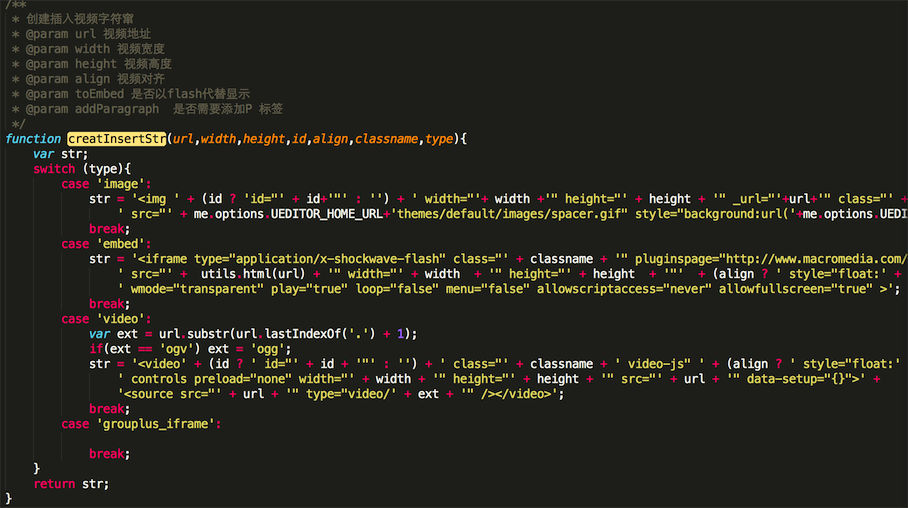 /**
 * 创建插入视频字符窜
 * @param url 视频地址
 * @param width 视频宽度
 * @param height 视频高度
 * @param align 视频对齐
 * @param toEmbed 是否以flash代替显示
 * @param addParagraph  是否需要添加P 标签
 */
function creatInsertStr(url,width,height,id,align,classname,type){
    var str;
    switch (type){
        case 'image':
            str = '<img ' + (id ? 'id="' + id+'"' : '') + ' width="'+ width +'" height="' + height + '" _url="'+url+'" class="' +
                ' src="' + me.options.UEDITOR_HOME_URL+'themes/default/images/spacer.gif" style="background:url('+me.options.UEDI
            break;
        case 'embed':
            str = '<iframe type="application/x-shockwave-flash" class="' + classname + '" pluginspage="http://www.macromedia.com/
                ' src="' +  utils.html(url) + '" width="' + width  + '" height="' + height  + '"'  + (align ? ' style="float:' +
                ' wmode="transparent" play="true" loop="false" menu="false" allowscriptaccess="never" allowfullscreen="true" >';
            break;
        case 'video':
            var ext = url.substr(url.lastIndexOf('.') + 1);
            if(ext == 'ogv') ext = 'ogg';
            str = '<video' + (id ? ' id="' + id + '"' : '') + ' class="' + classname + ' video-js" ' + (align ? ' style="float:'
                ' controls preload="none" width="' + width + '" height="' + height + '" src="' + url + '" data-setup="{}">' +
                '<source src="' + url + '" type="video/' + ext + '" /></video>';
            break;
        case 'grouplus_iframe':

            break;
    }
    return str;
}